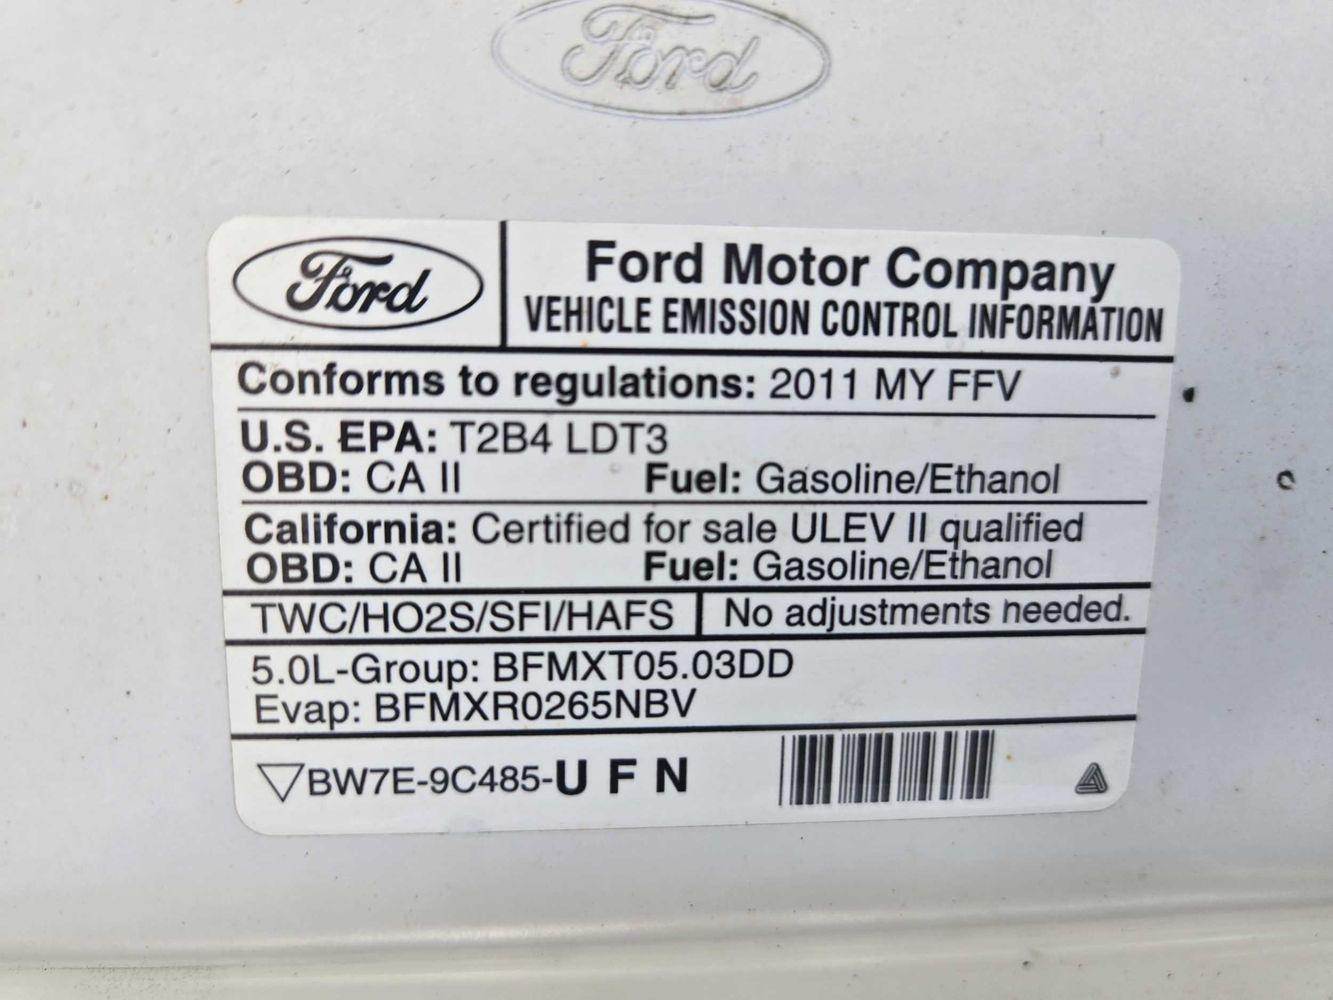 Ford
Ford
Ford Motor Company
VEHICLE EMISSION CONTROL INFORMATION
Conforms to regulations: 2011 MY FFV
U.S. EPA: T2B4 LDT3
OBD: CA II Fuel: Gasoline/Ethanol
California: Certified for sale ULEV II qualified
OBD: CA II Fuel: Gasoline/Ethanol
TWC/HO2S/SFI/HAFS No adjustments needed.
5.0L-Group: BFMXT05.03DD
Evap: BFMXR0265NBV
BW7E-9C485-U F N